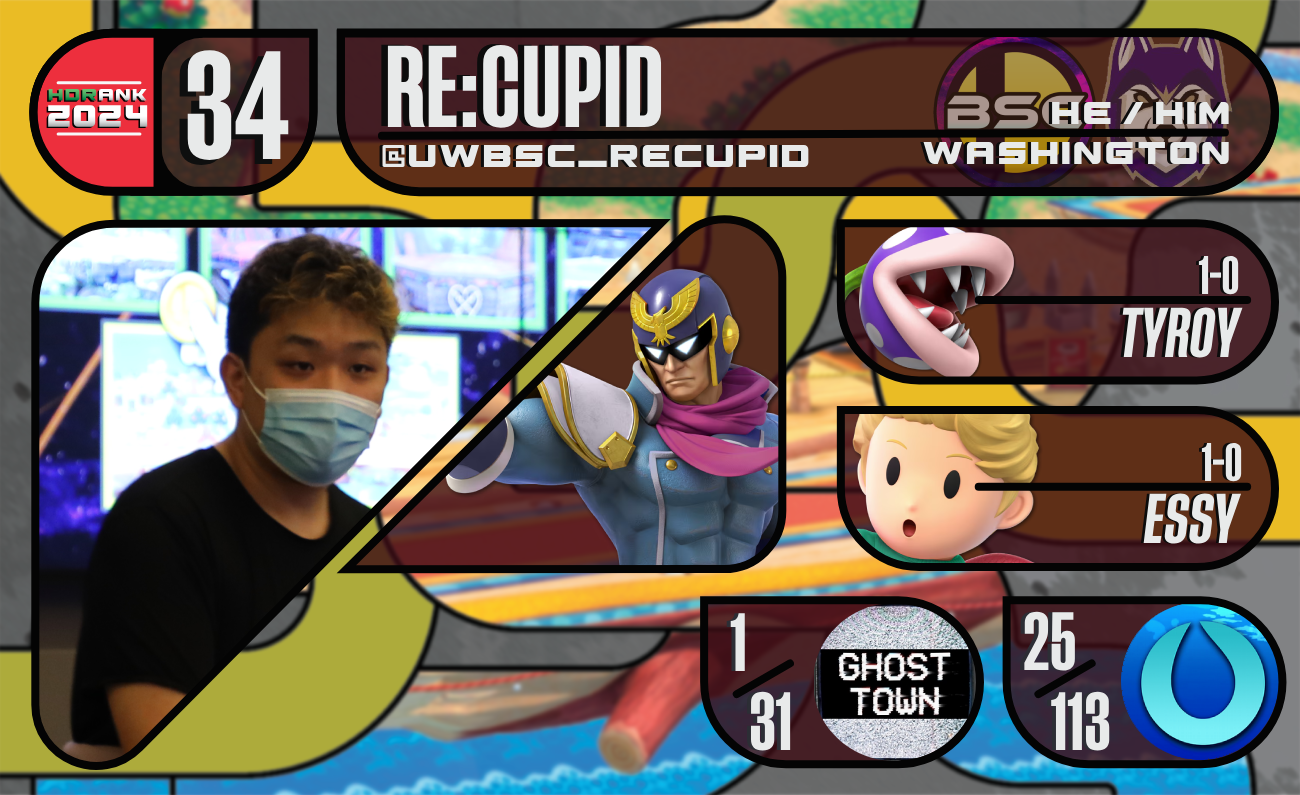 HDRANK
2024
34
RE:CUPID
@UWBSC_RECUPID
BSC
HE / HIM
WASHINGTON
1-0
TYROY
1-0
ESSY
1
31
GHOST
TOWN
25
113